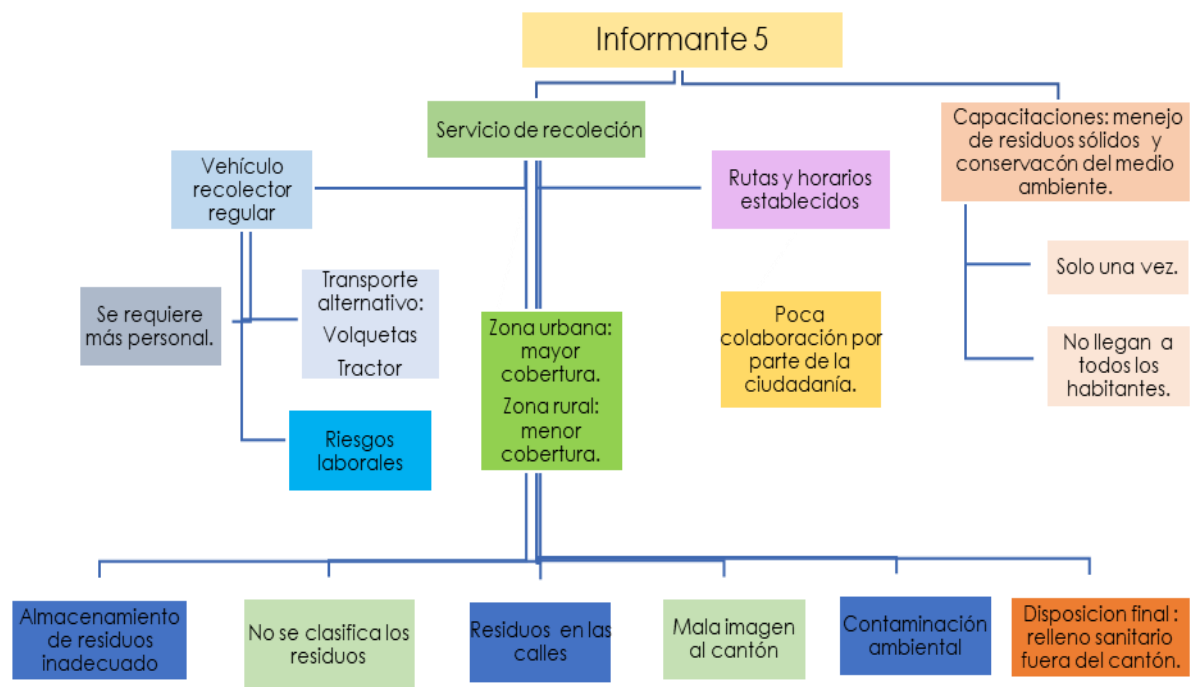 Informante 5
Servicio de recoleción
Capacitaciones: menejo
de residuos sólidos y
conservacón del medio
ambiente.
Vehículo
recolector
regular
Rutas y horarios
establecidos
Solo una vez.
Se requiere
más personal.
Transporte
alternativo:
Volquetas
Tractor
Zona urbana:
mayor
cobertura.
Zona rural:
menor
cobertura.
Poca
colaboración por
parte de la
ciudadanía.
No llegan a
todos los
habitantes.
Riesgos
laborales
Almacenamiento
de residuos
inadecuado
No se clasifica los
residuos
Residuos en las
calles
Mala imagen
al cantón
Contaminación
ambiental
Disposicion final :
relleno sanitario
fuera del cantón.